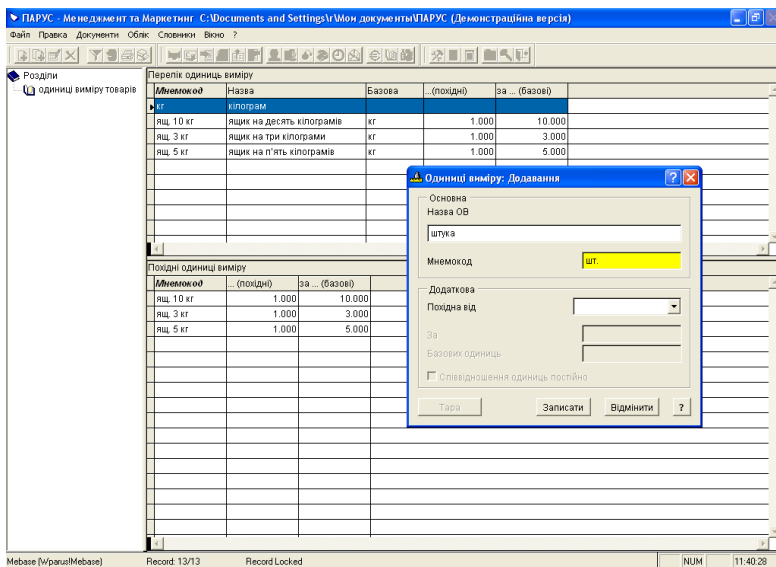 ПАРУС - Менеджмент та Маркетинг C:\Documents and Settings\r\Мои документы\ПАРУС (Демонстраційна версія)
Файл Правка Документи Облік Словники Вікно ?
Розділи
одиниці виміру товарів
Перелік одиниць виміру
Мнемокод Назва Базова ...(похідні) за ... (базові)
кг кілограм
ящ. 10 кг ящик на десять кілограмів кг 1.000 10.000
ящ. 3 кг ящик на три кілограми кг 1.000 3.000
ящ. 5 кг ящик на п'ять кілограмів кг 1.000 5.000
Похідні одиниці виміру
Мнемокод ... (похідні) за ... (базові)
ящ. 10 кг 1.000 10.000
ящ. 3 кг 1.000 3.000
ящ. 5 кг 1.000 5.000
Одиниці виміру: Додавання
Основна
Назва ОВ
штука
Мнемокод шт.
Додаткова
Похідна від
За
Базових одиниць
Співвідношення одиниць постійно
Тара Записати Відмінити ?
Mebase (Wparus!Mebase) Record: 13/13 Record Locked NUM 11:40:28